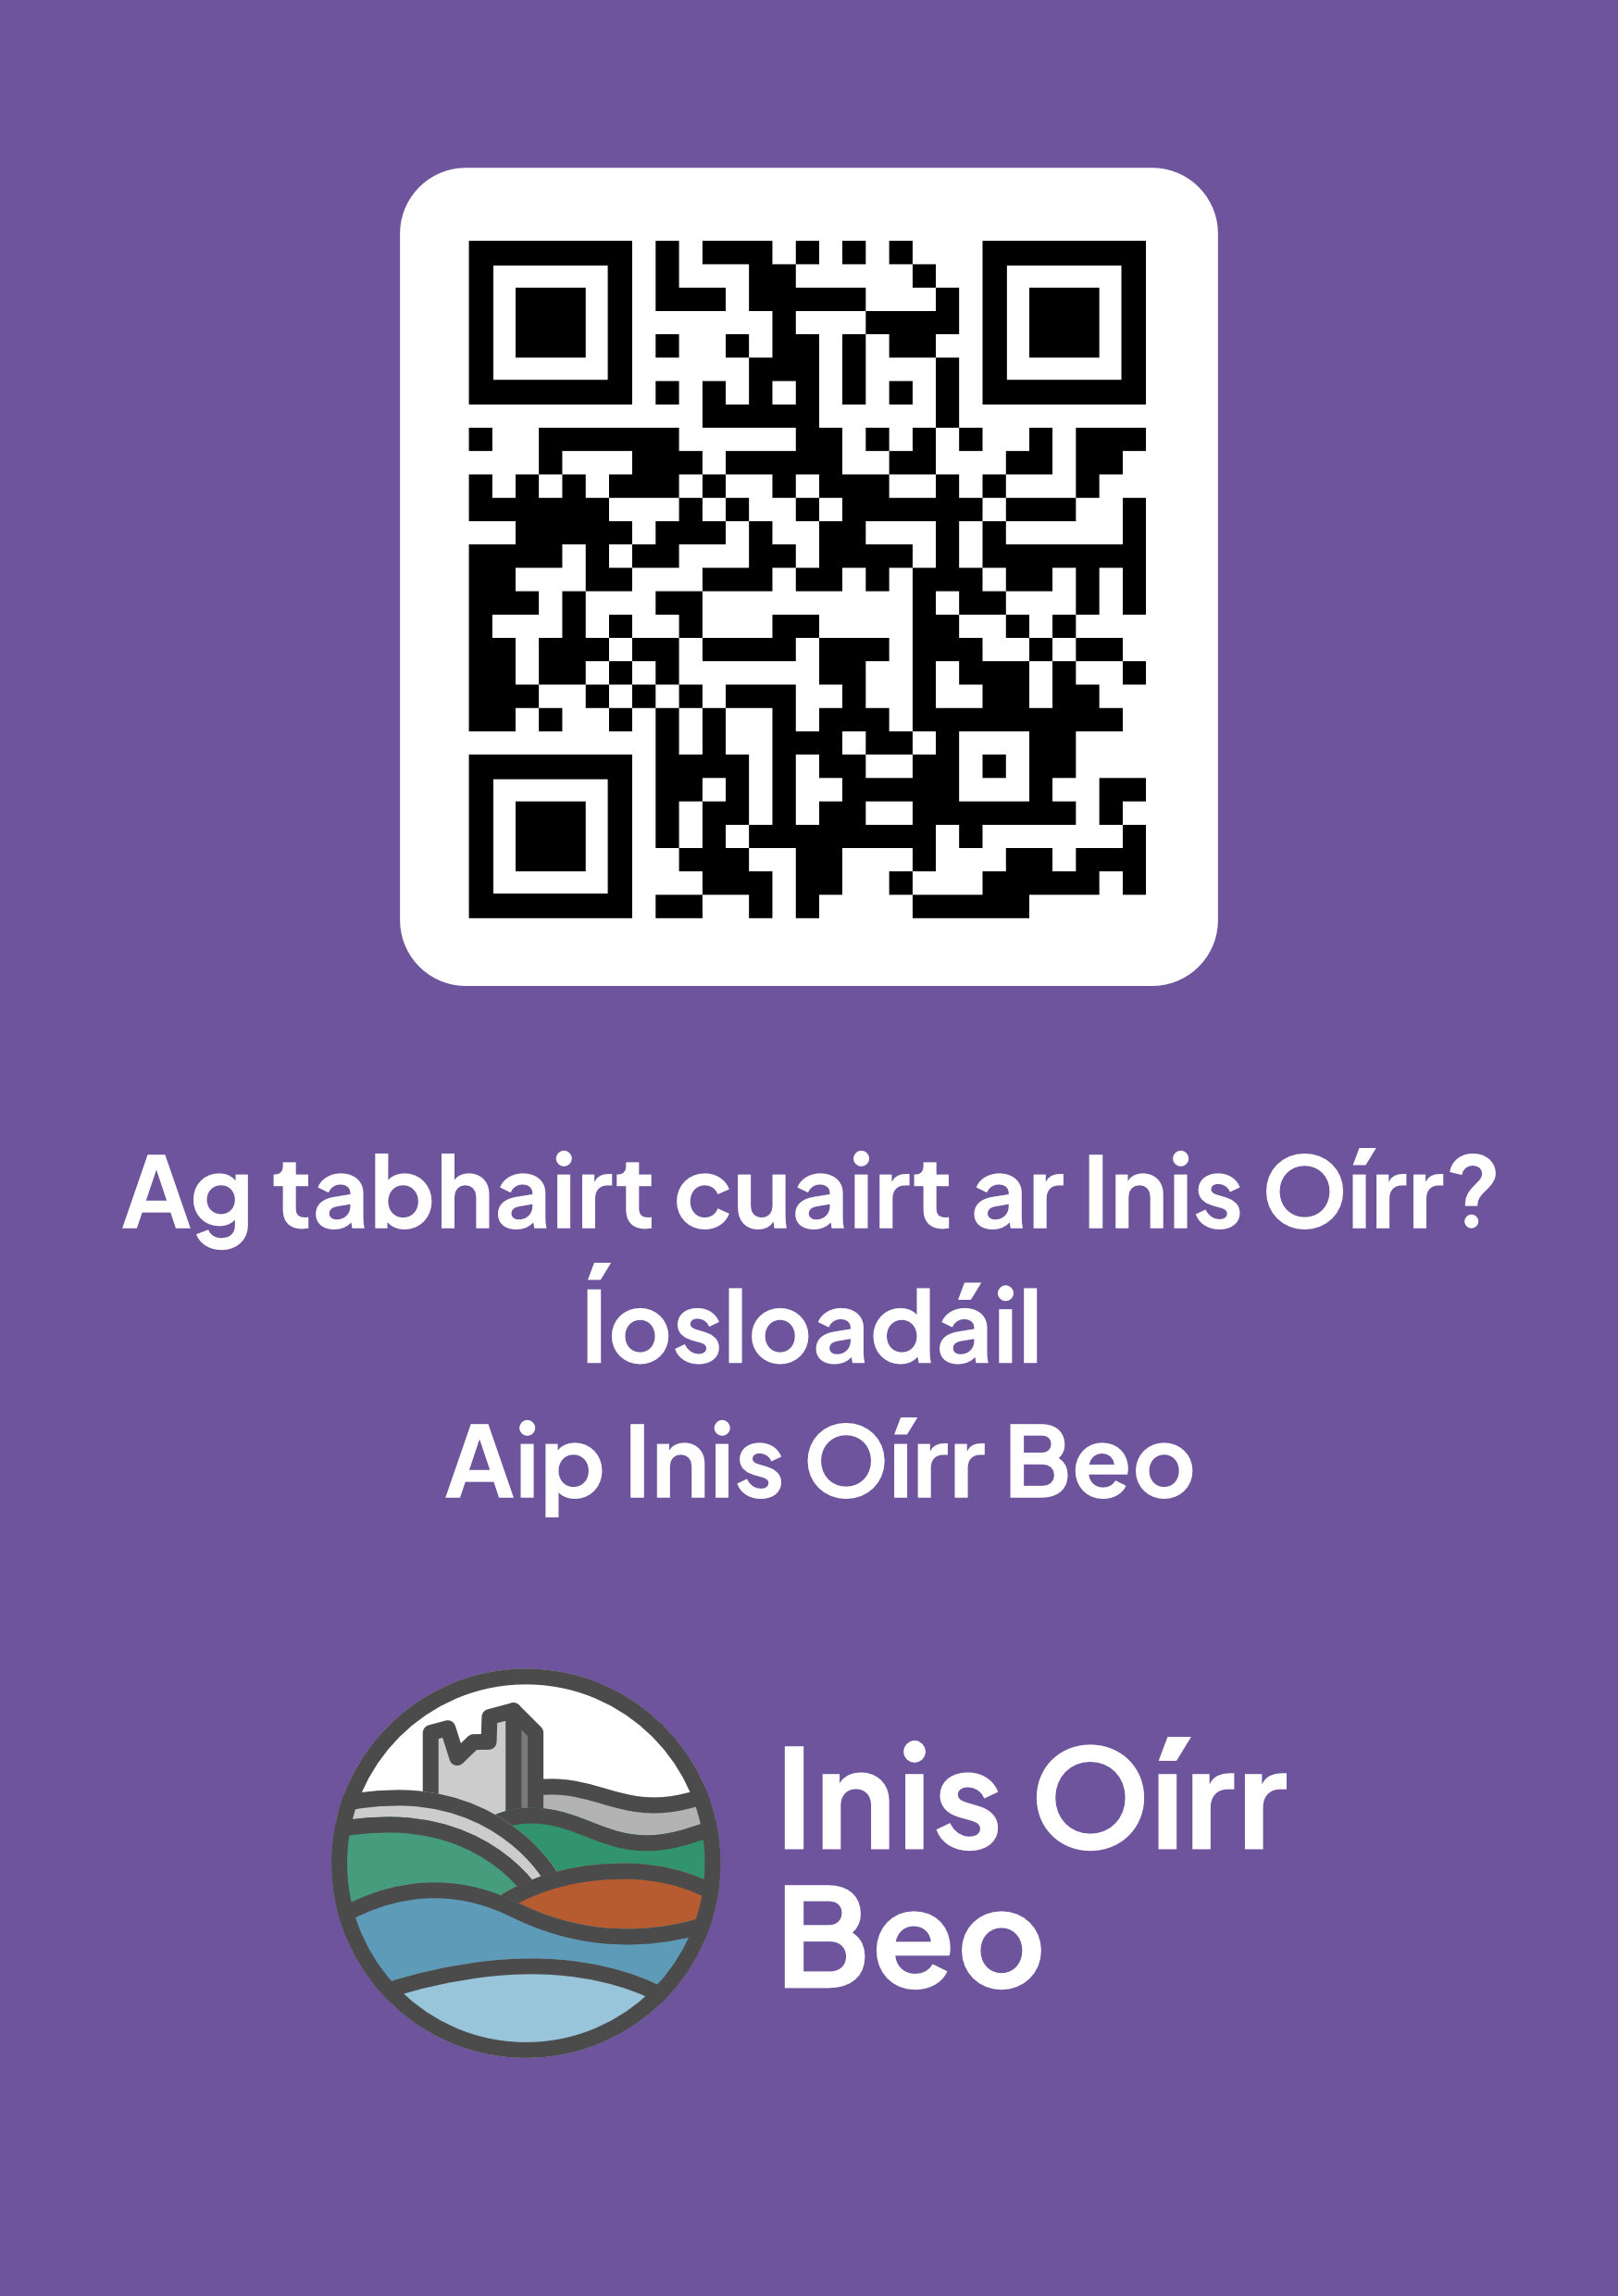 Ag tabhairt cuairt ar Inis Oírr?
Íosloadáil
Aip Inis Oírr Beo
Inis Oírr
Beo